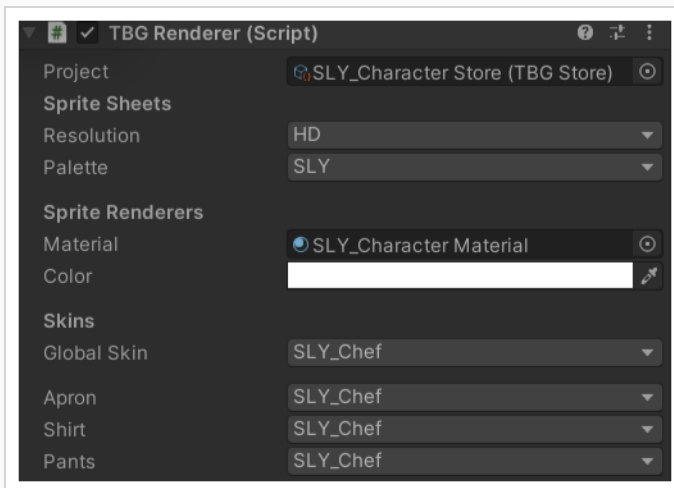 TBG Renderer (Script)
Project SLY_Character Store (TBG Store)
Sprite Sheets
Resolution HD
Palette SLY
Sprite Renderers
Material SLY_Character Material
Color
Skins
Global Skin SLY_Chef
Apron SLY_Chef
Shirt SLY_Chef
Pants SLY_Chef